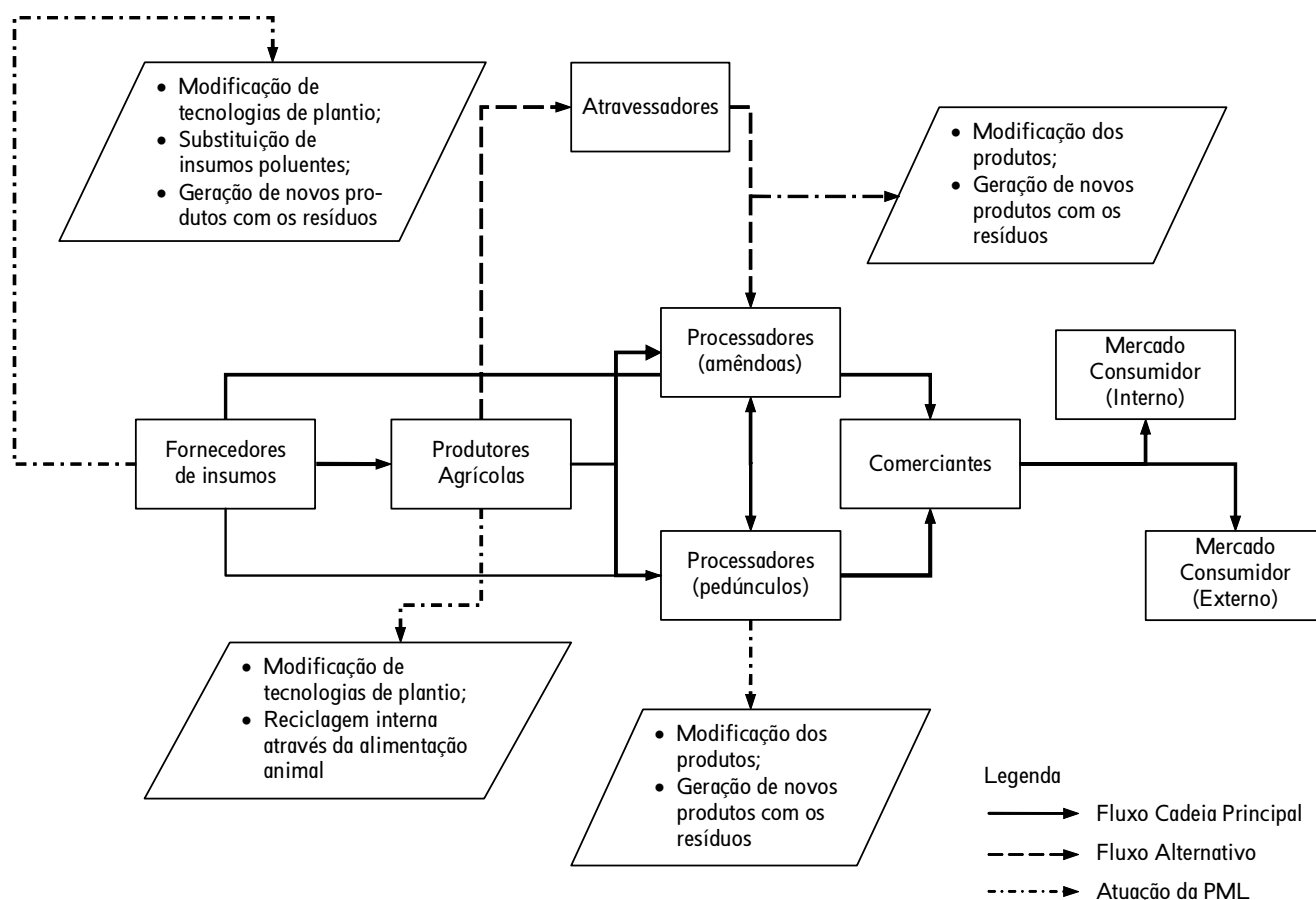 • Modificação de
tecnologias de plantio;
• Substituição de
insumos poluentes;
• Geração de novos pro-
dutos com os resíduos
Atravessadores
• Modificação dos
produtos;
• Geração de novos
produtos com os
resíduos
Processadores
(amêndoas)
Mercado
Consumidor
(Interno)
Fornecedores
de insumos
Produtores
Agrícolas
Comerciantes
Processadores
(pedúnculos)
Mercado
Consumidor
(Externo)
• Modificação de
tecnologias de plantio;
• Reciclagem interna
através da alimentação
animal
• Modificação dos
produtos;
• Geração de novos
produtos com os
resíduos
Legenda
Fluxo Cadeia Principal
Fluxo Alternativo
Atuação da PML